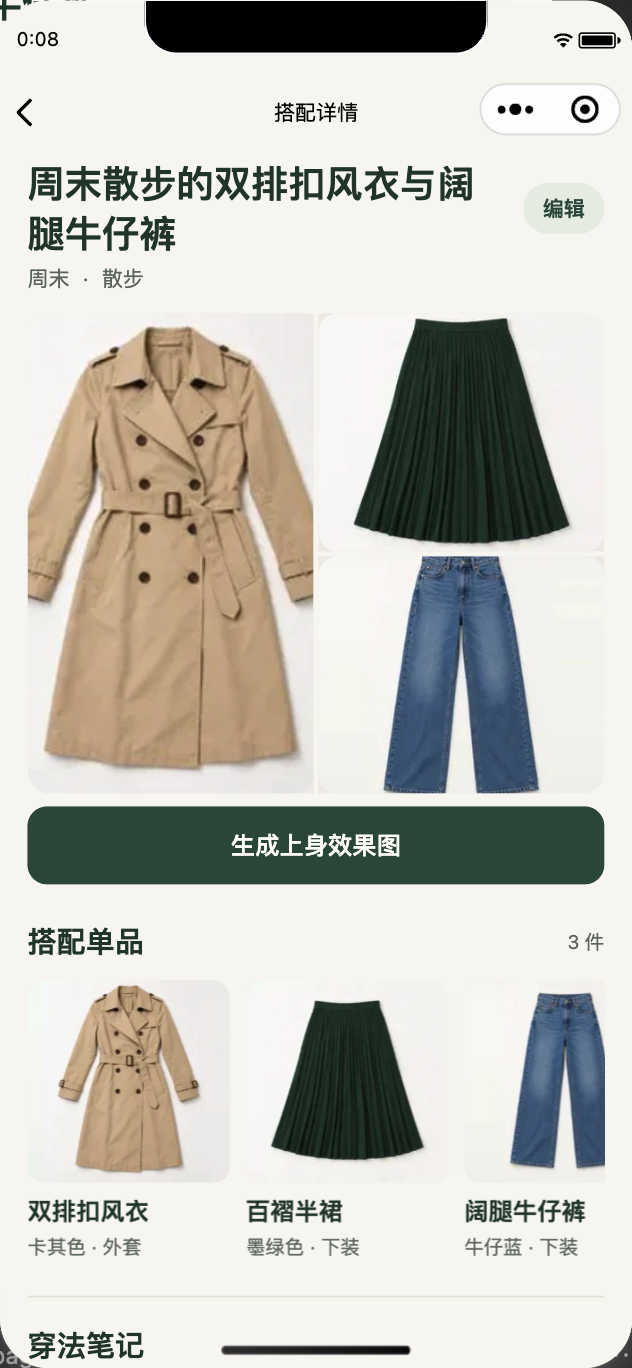 0:08
搭配详情
周末散步的双排扣风衣与阔
腿牛仔裤
编辑
周末 · 散步
生成上身效果图
搭配单品
3 件
双排扣风衣
百褶半裙
阔腿牛仔裤
卡其色 · 外套
墨绿色 · 下装
牛仔蓝 · 下装
穿法笔记